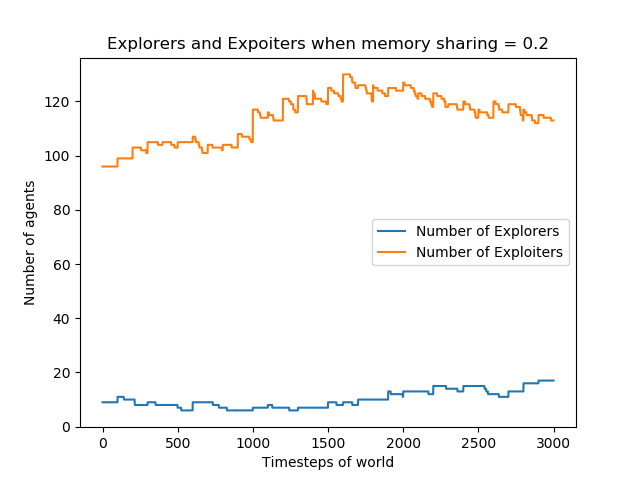 Explorers and Expoiters when memory sharing = 0.2
Number of agents
120
100
80
60
40
20
0
Number of Explorers
Number of Exploiters
0 500 1000 1500 2000 2500 3000
Timesteps of world